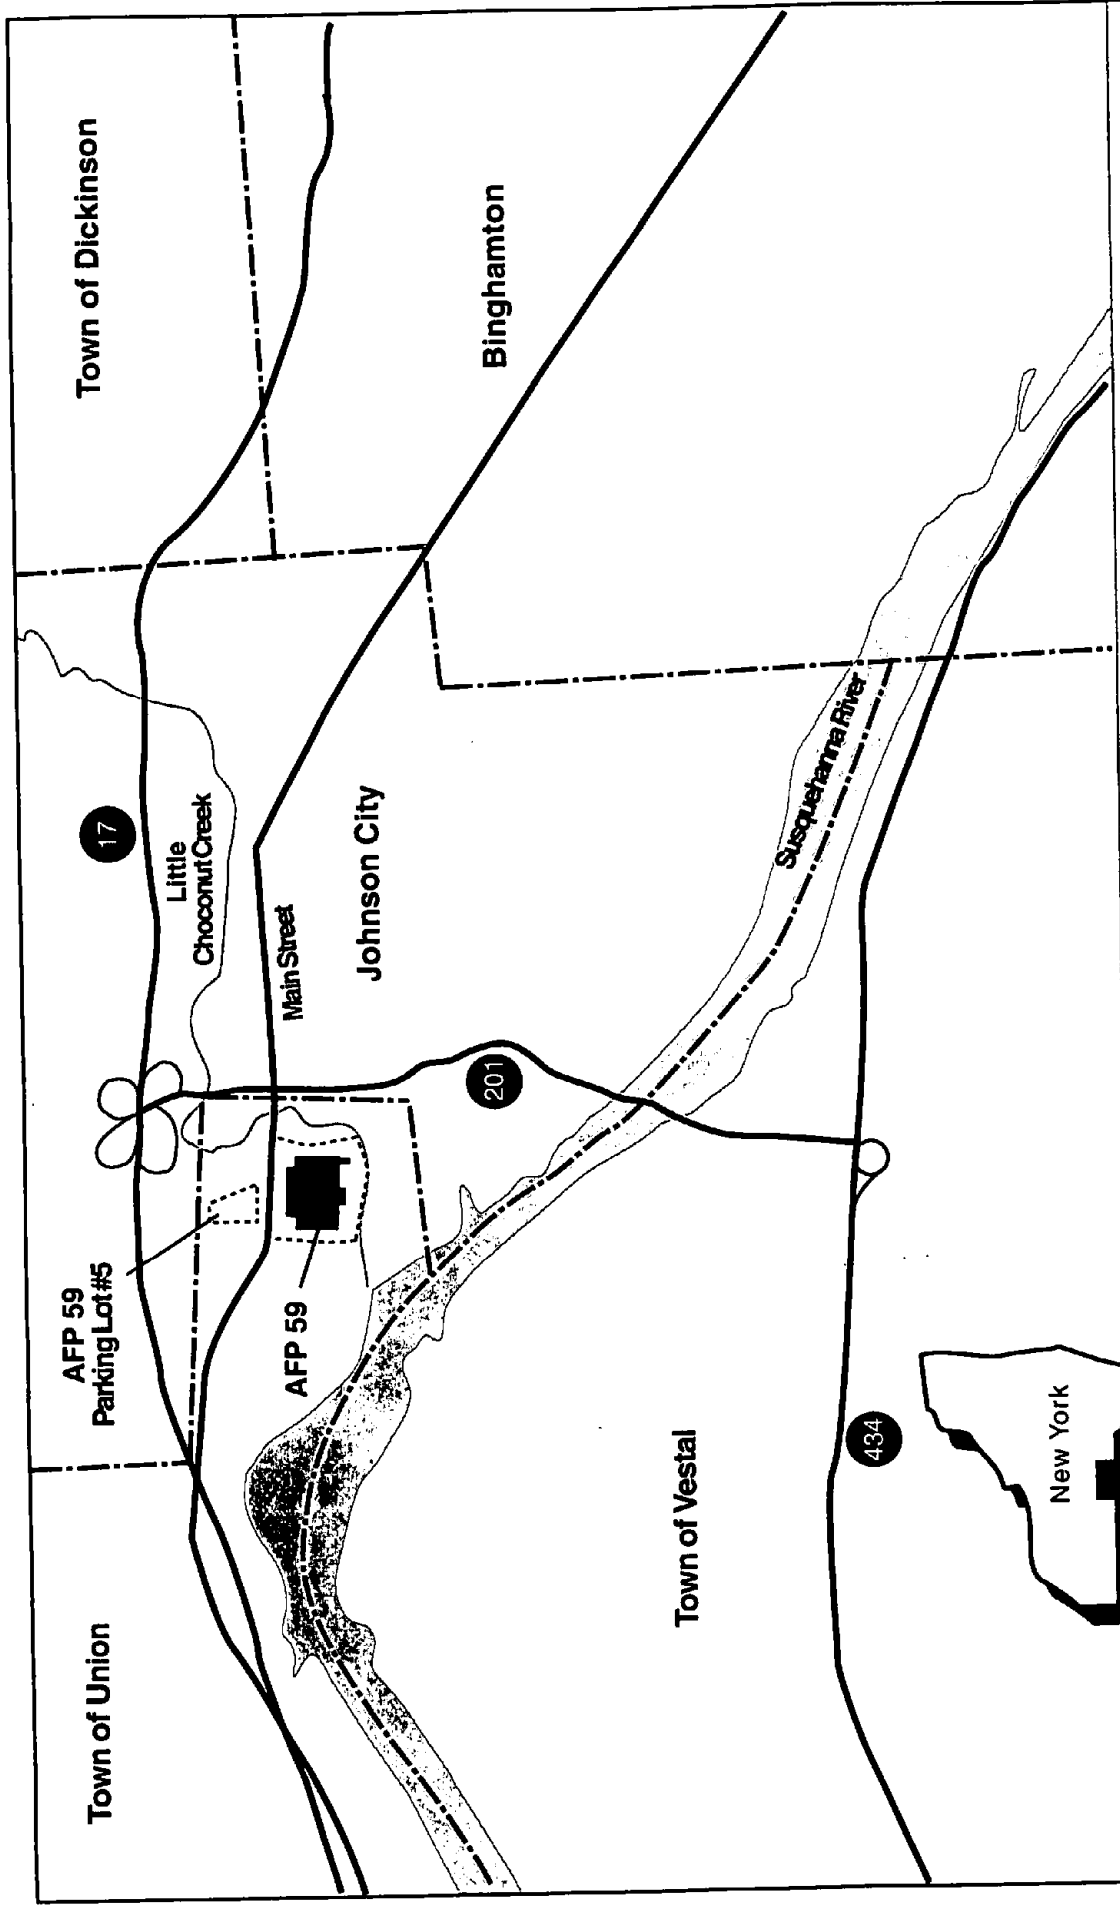 Town of Union
AFP 59
Parking Lot #5
17
Town of Dickinson
Little
Choconut Creek
Main Street
AFP 59
Johnson City
Binghamton
201
Susquehanna River
Town of Vestal
434
New York